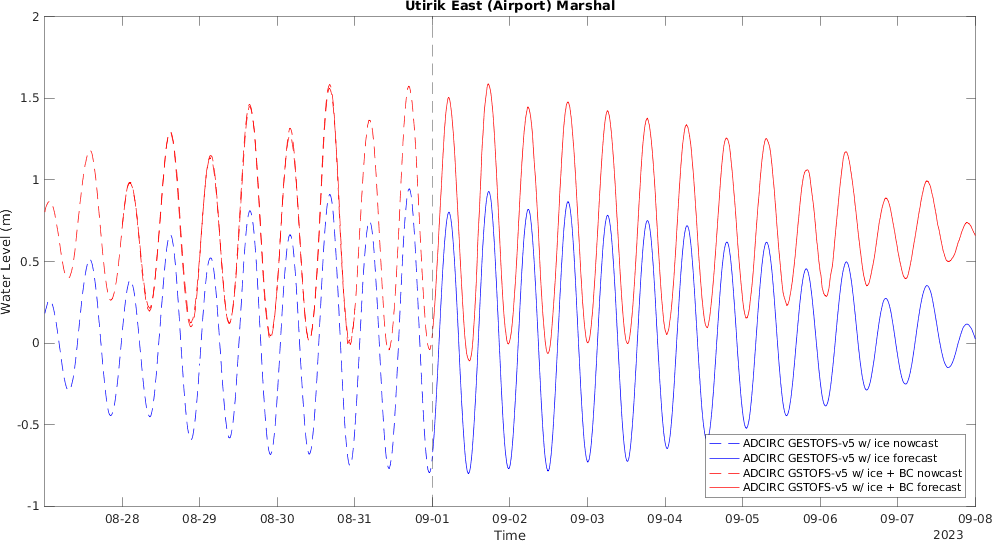 Utirik East (Airport) Marshal
2
1.5
1
0.5
0
-0.5
-1
Water Level (m)
ADCIRC GESTOFS-v5 w/ ice nowcast
ADCIRC GESTOFS-v5 w/ ice forecast
ADCIRC GSTOFS-v5 w/ ice + BC nowcast
ADCIRC GSTOFS-v5 w/ ice + BC forecast
08-28 08-29 08-30 08-31 09-01 09-02 09-03 09-04 09-05 09-06 09-07 09-08
Time
2023